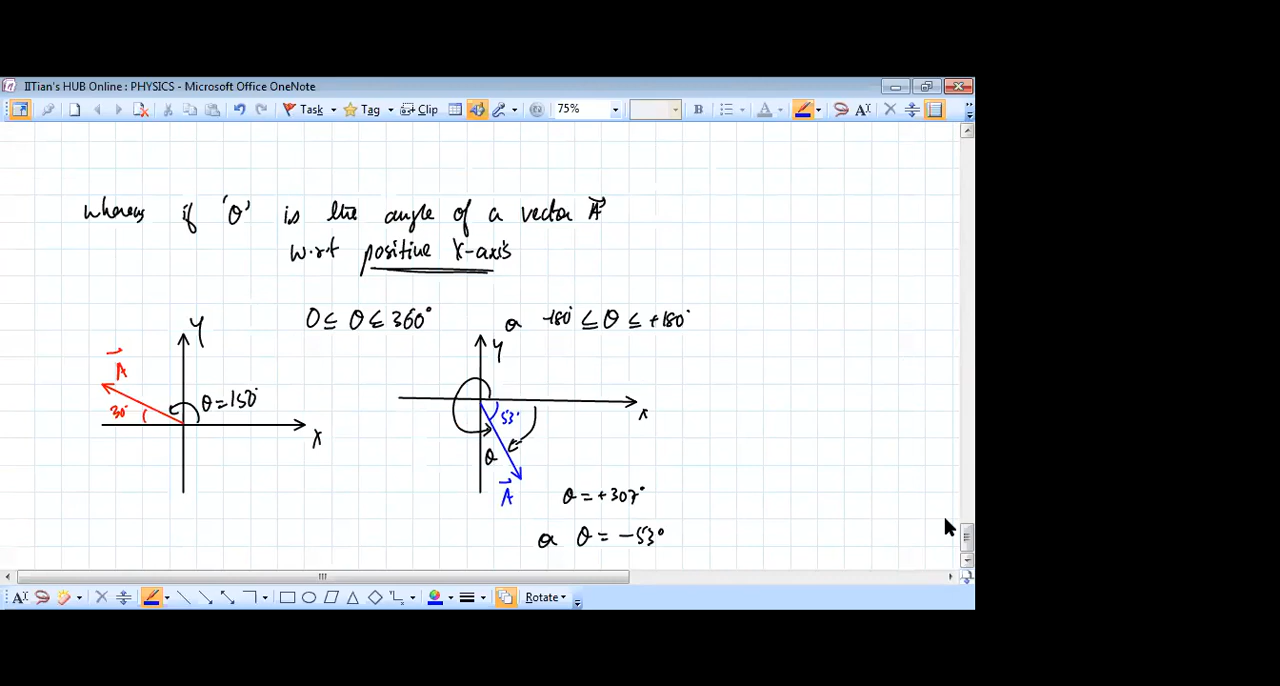 IITian's HUB Online : PHYSICS - Microsoft Office OneNote
Task Tag Clip 75% B A
whereas if 'θ' is the angle of a vector A⃗
w.r.t positive X-axis
0 ≤ θ ≤ 360° or -180° ≤ θ ≤ +180°
Y
Y
A⃗
30°
θ = 150°
X
53°
X
θ
A⃗
θ = +307°
or θ = -53°
Rotate